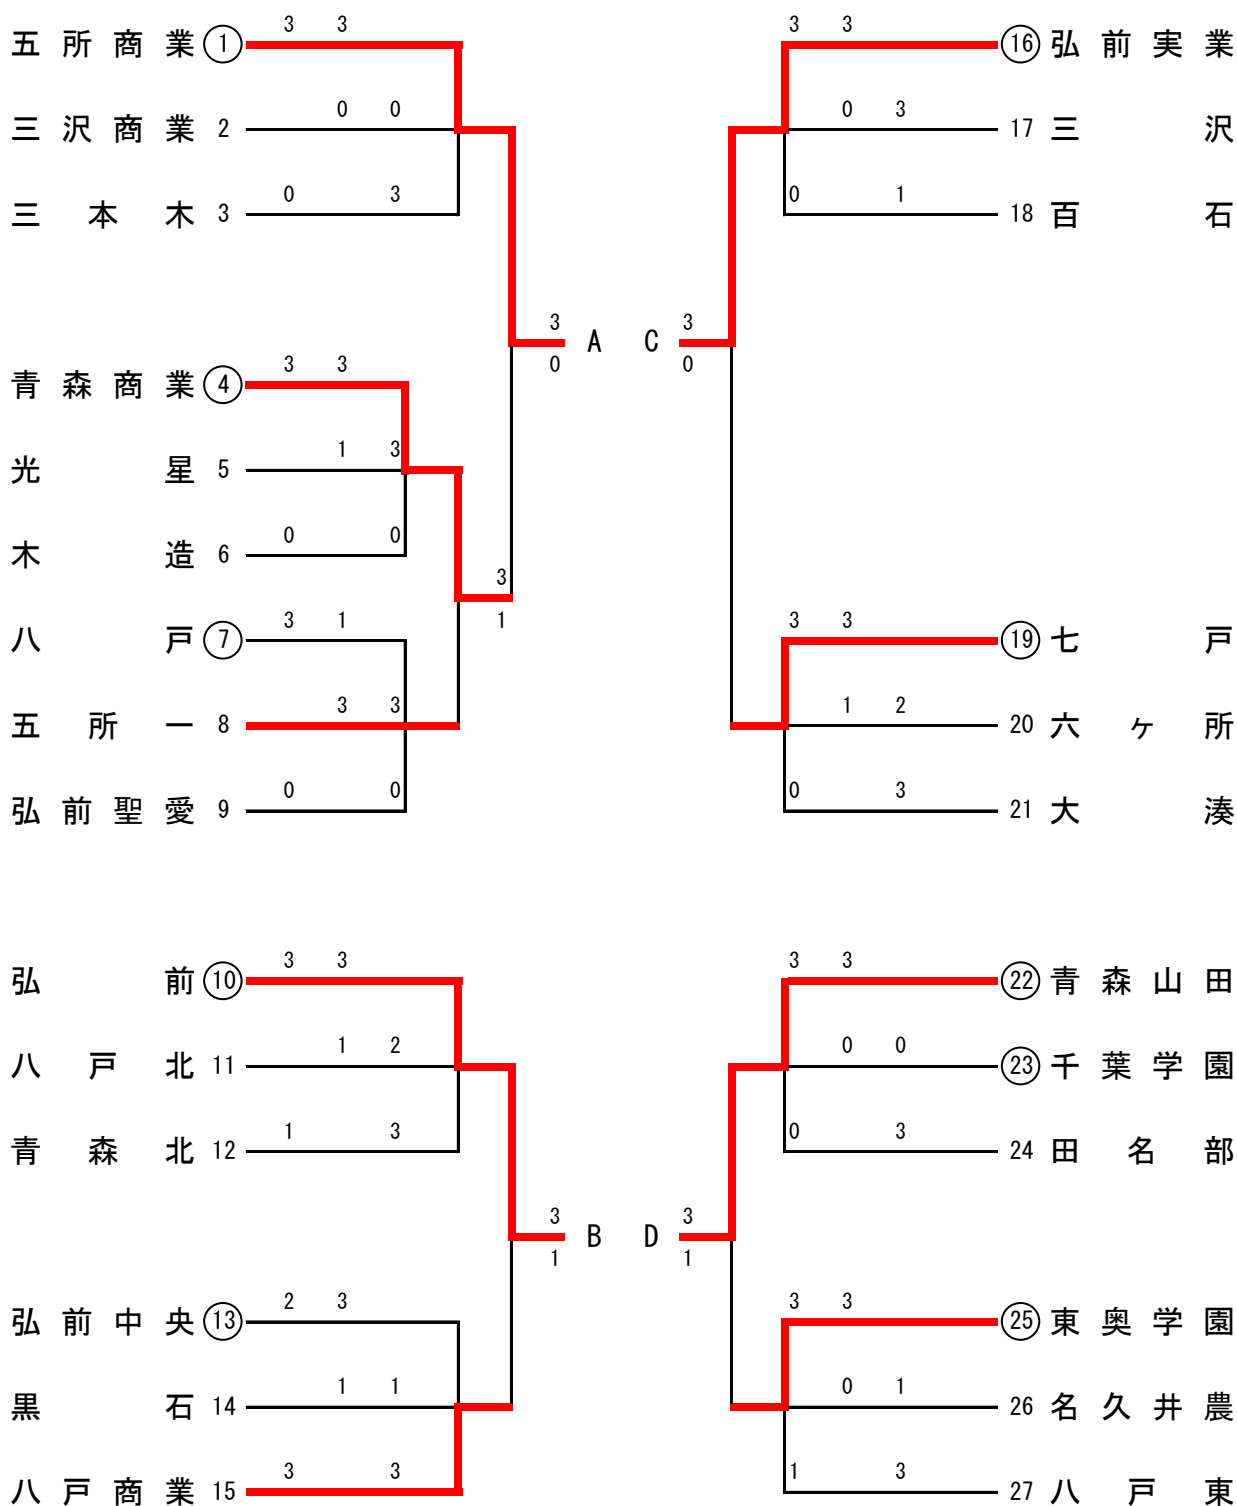 3 3 3 3
五所商業 ① ⑯ 弘前実業
0 0 0 3
三沢商業 2 17 三沢
0 3 0 1
三本木 3 18 百石
3 3
A C
0 0
3 3
青森商業 ④
1 3
光星 5
0 0
木造 6
3
3 1 1 3 3
八戸 ⑦ ⑲ 七戸
3 3 1 2
五所一 8 20 六ヶ所
0 0 0 3
弘前聖愛 9 21 大湊
3 3 3 3
弘前 ⑩ ㉒ 青森山田
1 2 0 0
八戸北 11 ㉓ 千葉学園
1 3 0 3
青森北 12 24 田名部
3 3
B D
1 1
2 3 3 3
弘前中央 ⑬ ㉕ 東奥学園
1 1 0 1
黒石 14 26 名久井農
3 3 1 3
八戸商業 15 27 八戸東